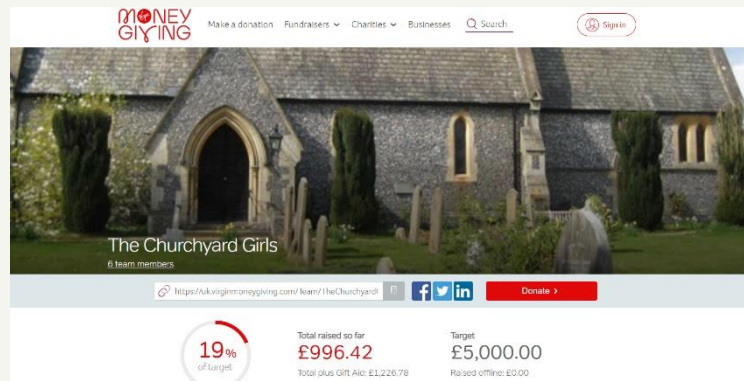 MONEY
GIVING
Make a donation Fundraisers Charities Businesses Search Sign in
The Churchyard Girls
6 team members
https://uk.virginmoneygiving.com/Team/TheChurchyardG
Donate >
19%
of target
Total raised so far
£996.42
Total plus Gift Aid: £1,226.78
Target
£5,000.00
Raised offline: £0.00